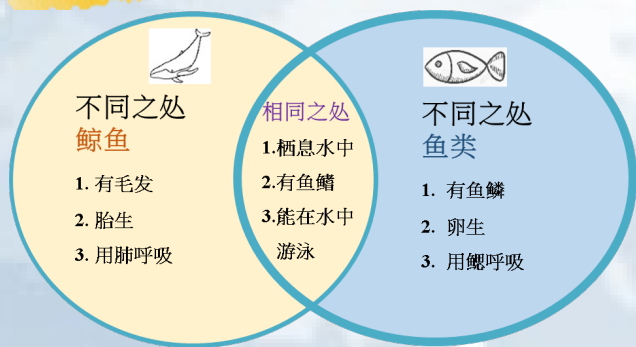 不同之处
鲸鱼
1. 有毛发
2. 胎生
3. 用肺呼吸
相同之处
1.栖息水中
2.有鱼鳍
3.能在水中
游泳
不同之处
鱼类
1. 有鱼鳞
2. 卵生
3. 用鳃呼吸